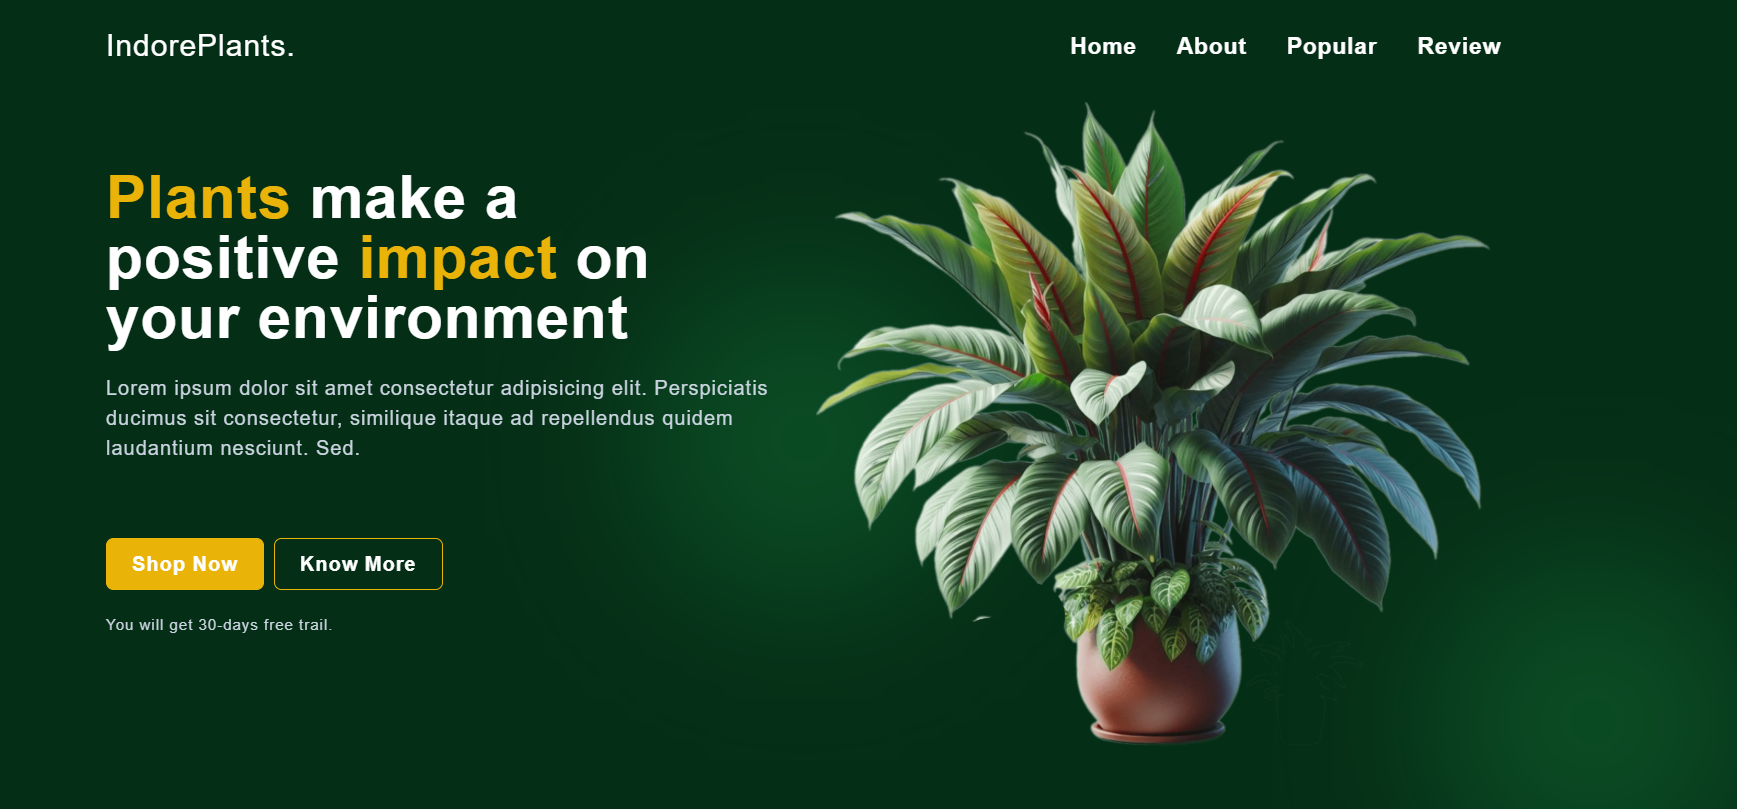 IndorePlants.
Home About Popular Review
Plants make a
positive impact on
your environment
Lorem ipsum dolor sit amet consectetur adipisicing elit. Perspiciatis
ducimus sit consectetur, similique itaque ad repellendus quidem
laudantium nesciunt. Sed.
Shop Now Know More
You will get 30-days free trail.